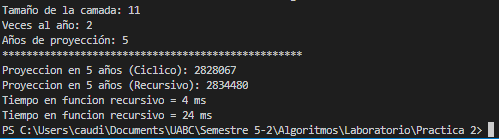 Tamaño de la camada: 11
Veces al año: 2
Años de proyección: 5
**************************************************
Proyeccion en 5 años (Ciclico): 2828067
Proyeccion en 5 años (Recursivo): 2834480
Tiempo en funcion recursivo = 4 ms
Tiempo en funcion recursivo = 24 ms
PS C:\Users\caudi\Documents\UABC\Semestre 5-2\Algoritmos\Laboratorio\Practica 2>